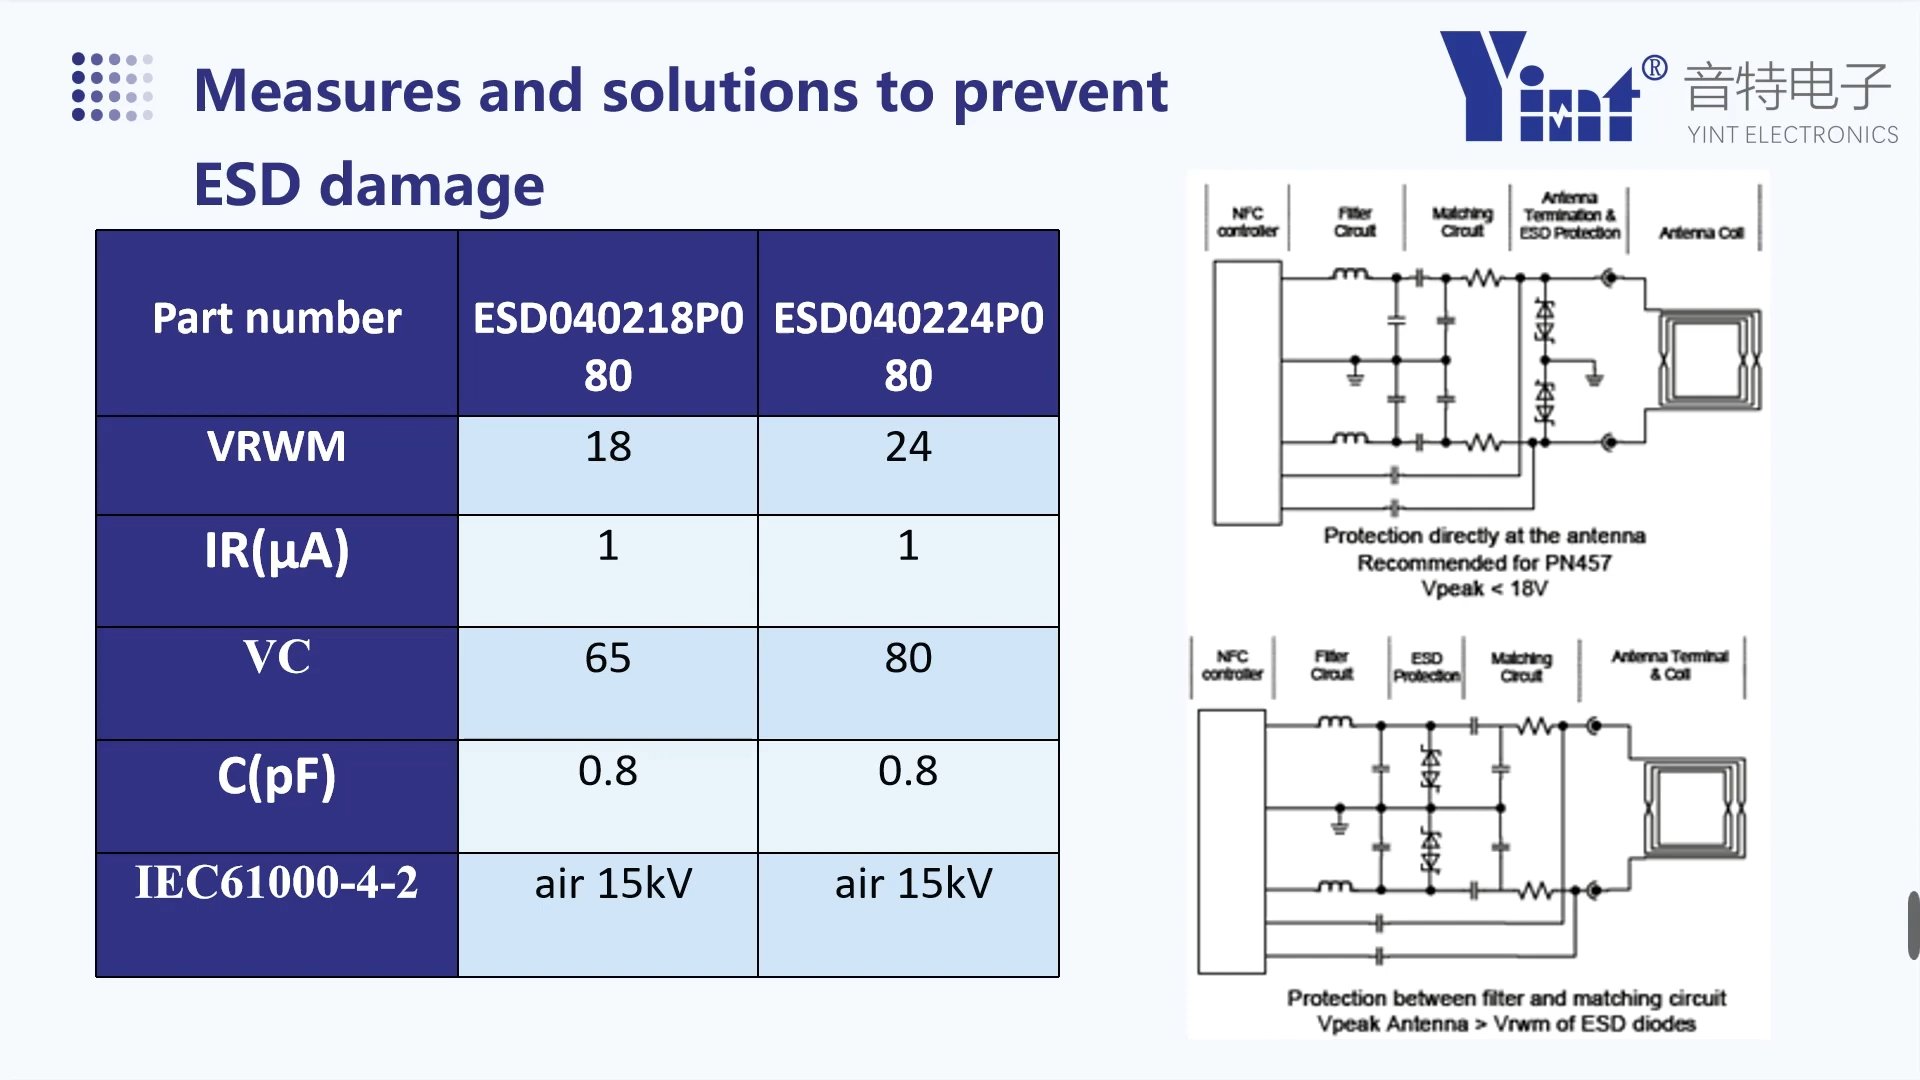 Measures and solutions to prevent
ESD damage
Yint®
音特电子
YINT ELECTRONICS
Part number
ESD040218P0
80
ESD040224P0
80
VRWM
18
24
IR(μA)
1
1
VC
65
80
C(pF)
0.8
0.8
IEC61000-4-2
air 15kV
air 15kV
NFC
controller
Filter
Circuit
Matching
Circuit
Antenna
Termination &
ESD Protection
Antenna Coil
Protection directly at the antenna
Recommended for PN457
Vpeak < 18V
NFC
controller
Filter
Circuit
ESD
Protection
Matching
Circuit
Antenna Terminal
& Coil
Protection between filter and matching circuit
Vpeak Antenna > Vrwm of ESD diodes